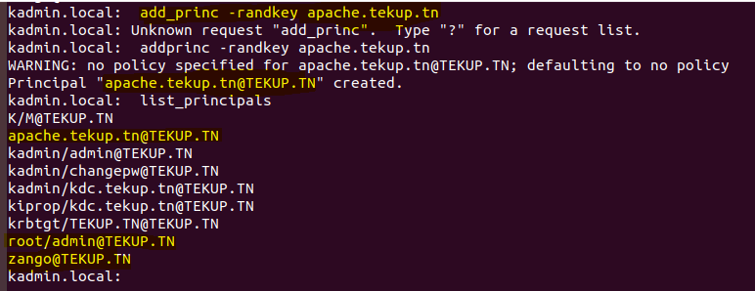 kadmin.local:  add_princ -randkey apache.tekup.tn
kadmin.local: Unknown request "add_princ".  Type "?" for a request list.
kadmin.local:  addprinc -randkey apache.tekup.tn
WARNING: no policy specified for apache.tekup.tn@TEKUP.TN; defaulting to no policy
Principal "apache.tekup.tn@TEKUP.TN" created.
kadmin.local:  list_principals
K/M@TEKUP.TN
apache.tekup.tn@TEKUP.TN
kadmin/admin@TEKUP.TN
kadmin/changepw@TEKUP.TN
kadmin/kdc.tekup.tn@TEKUP.TN
kiprop/kdc.tekup.tn@TEKUP.TN
krbtgt/TEKUP.TN@TEKUP.TN
root/admin@TEKUP.TN
zango@TEKUP.TN
kadmin.local: